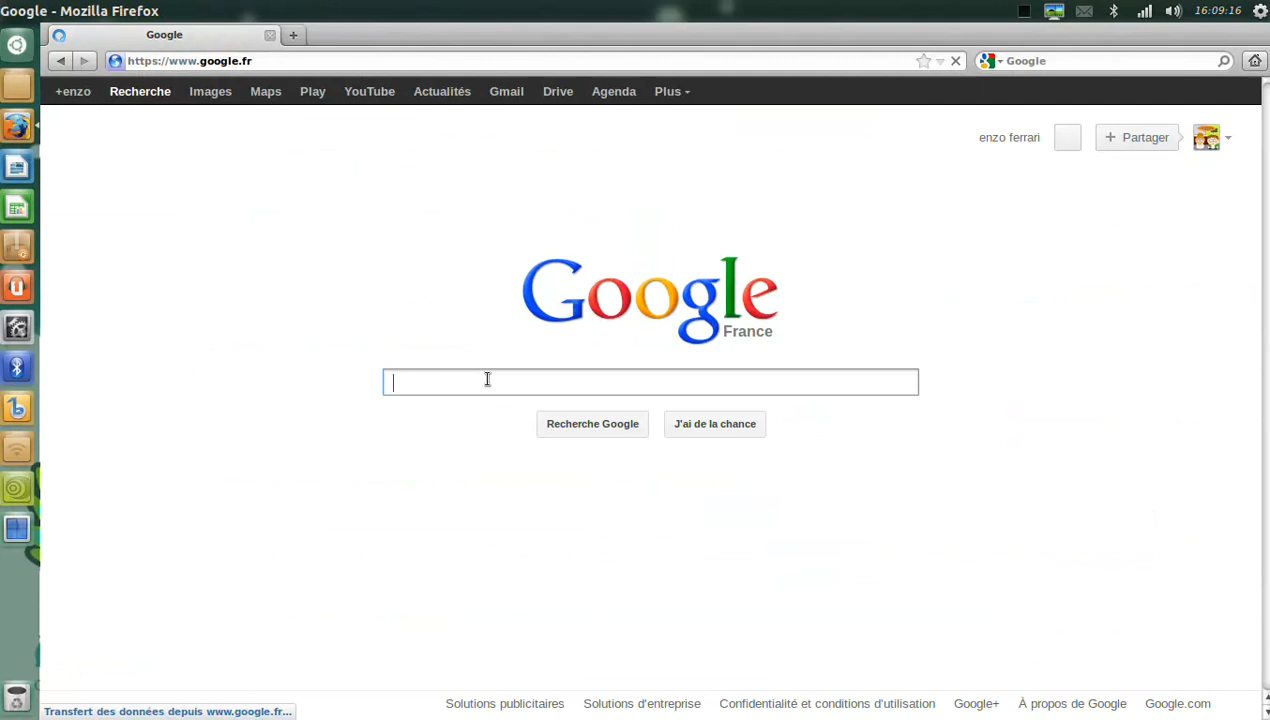 Google - Mozilla Firefox
16:09:16
Google
https://www.google.fr
Google
+enzo Recherche Images Maps Play YouTube Actualités Gmail Drive Agenda Plus
enzo ferrari
+ Partager
Google
France
Recherche Google
J'ai de la chance
Solutions publicitaires Solutions d'entreprise Confidentialité et conditions d'utilisation Google+ À propos de Google Google.com
Transfert des données depuis www.google.fr...